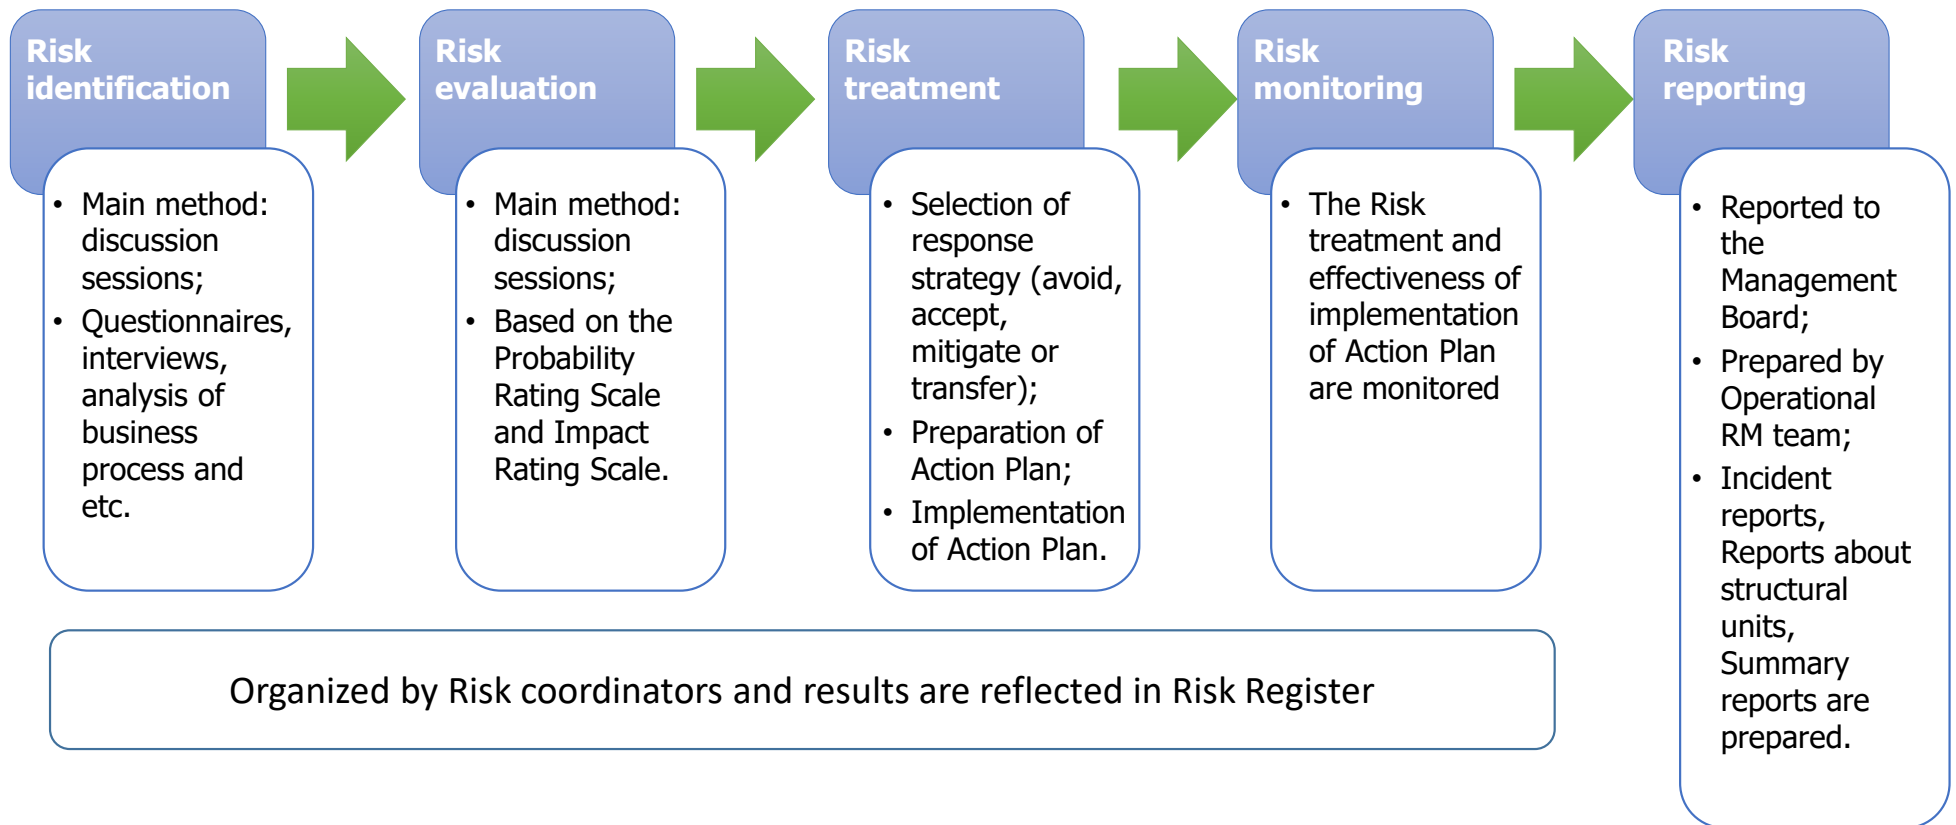 Risk
identification
• Main method:
discussion
sessions;
• Questionnaires,
interviews,
analysis of
business
process and
etc.
Risk
evaluation
• Main method:
discussion
sessions;
• Based on the
Probability
Rating Scale
and Impact
Rating Scale.
Risk
treatment
• Selection of
response
strategy (avoid,
accept,
mitigate or
transfer);
• Preparation of
Action Plan;
• Implementation
of Action Plan.
Risk
monitoring
• The Risk
treatment and
effectiveness of
implementation
of Action Plan
are monitored
Risk
reporting
• Reported to
the
Management
Board;
• Prepared by
Operational
RM team;
• Incident
reports,
Reports about
structural
units,
Summary
reports are
prepared.
Organized by Risk coordinators and results are reflected in Risk Register